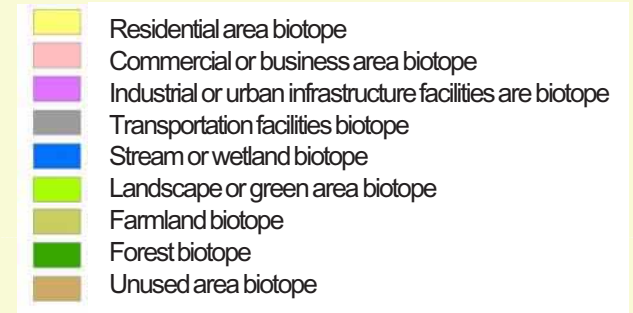 Residential area biotope
Commercial or business area biotope
Industrial or urban infrastructure facilities are biotope
Transportation facilities biotope
Stream or wetland biotope
Landscape or green area biotope
Farmland biotope
Forest biotope
Unused area biotope